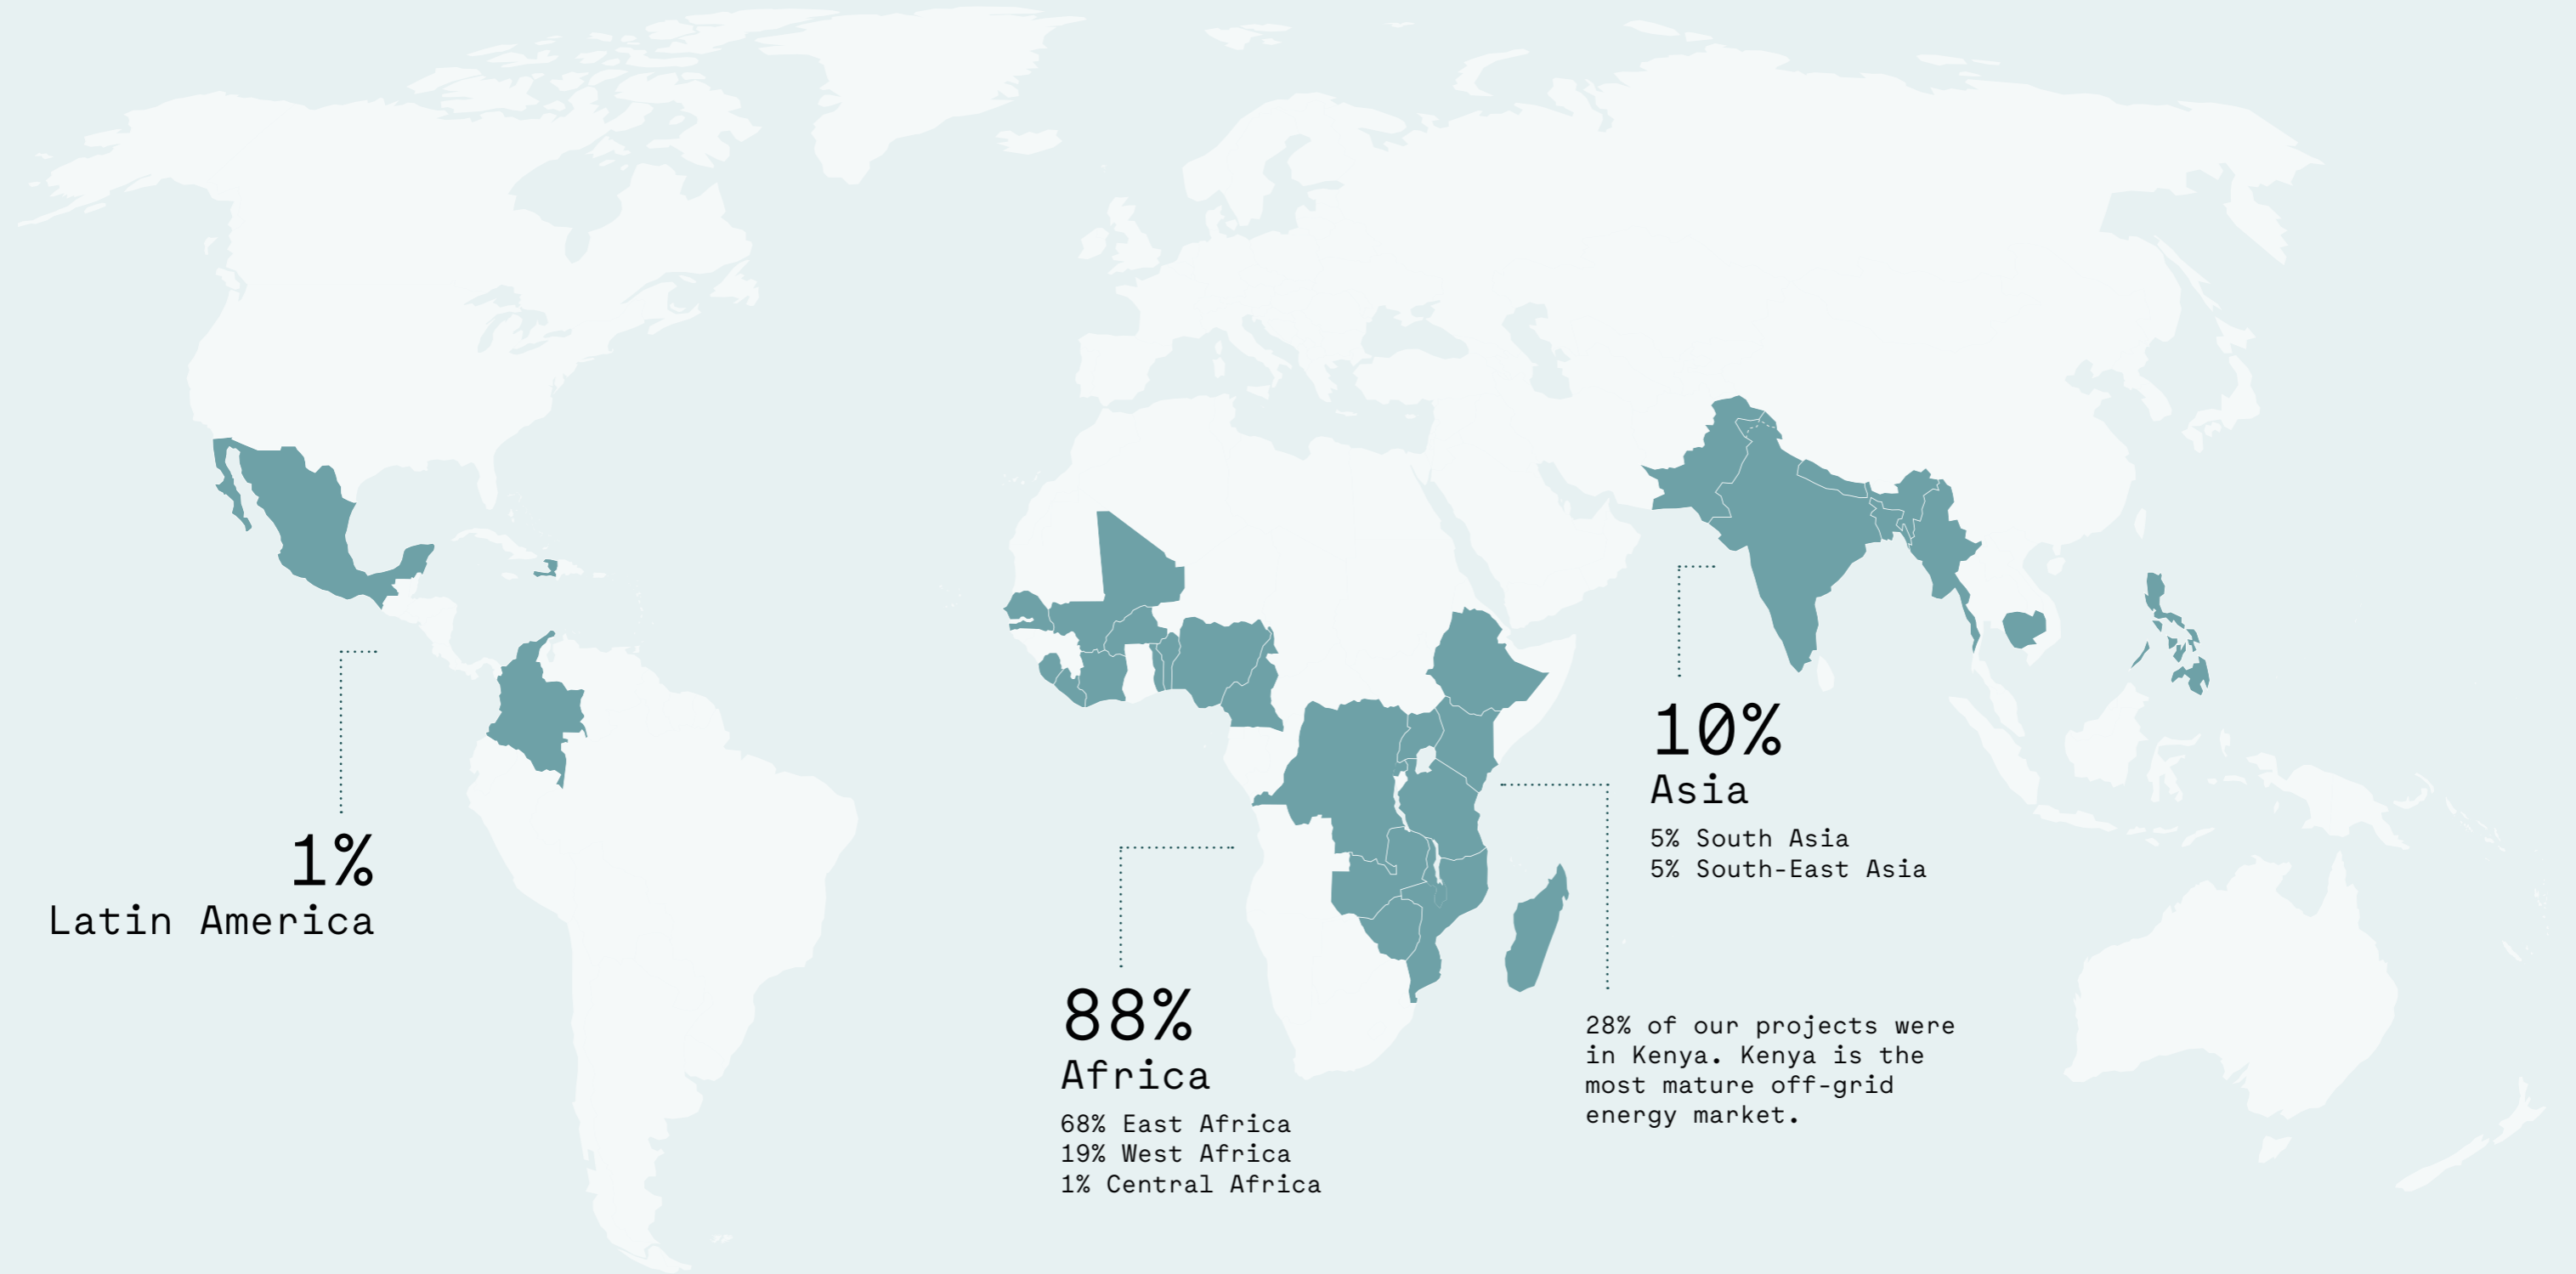 1%
Latin America
88%
Africa
68% East Africa
19% West Africa
1% Central Africa
10%
Asia
5% South Asia
5% South-East Asia
28% of our projects were
in Kenya. Kenya is the
most mature off-grid
energy market.